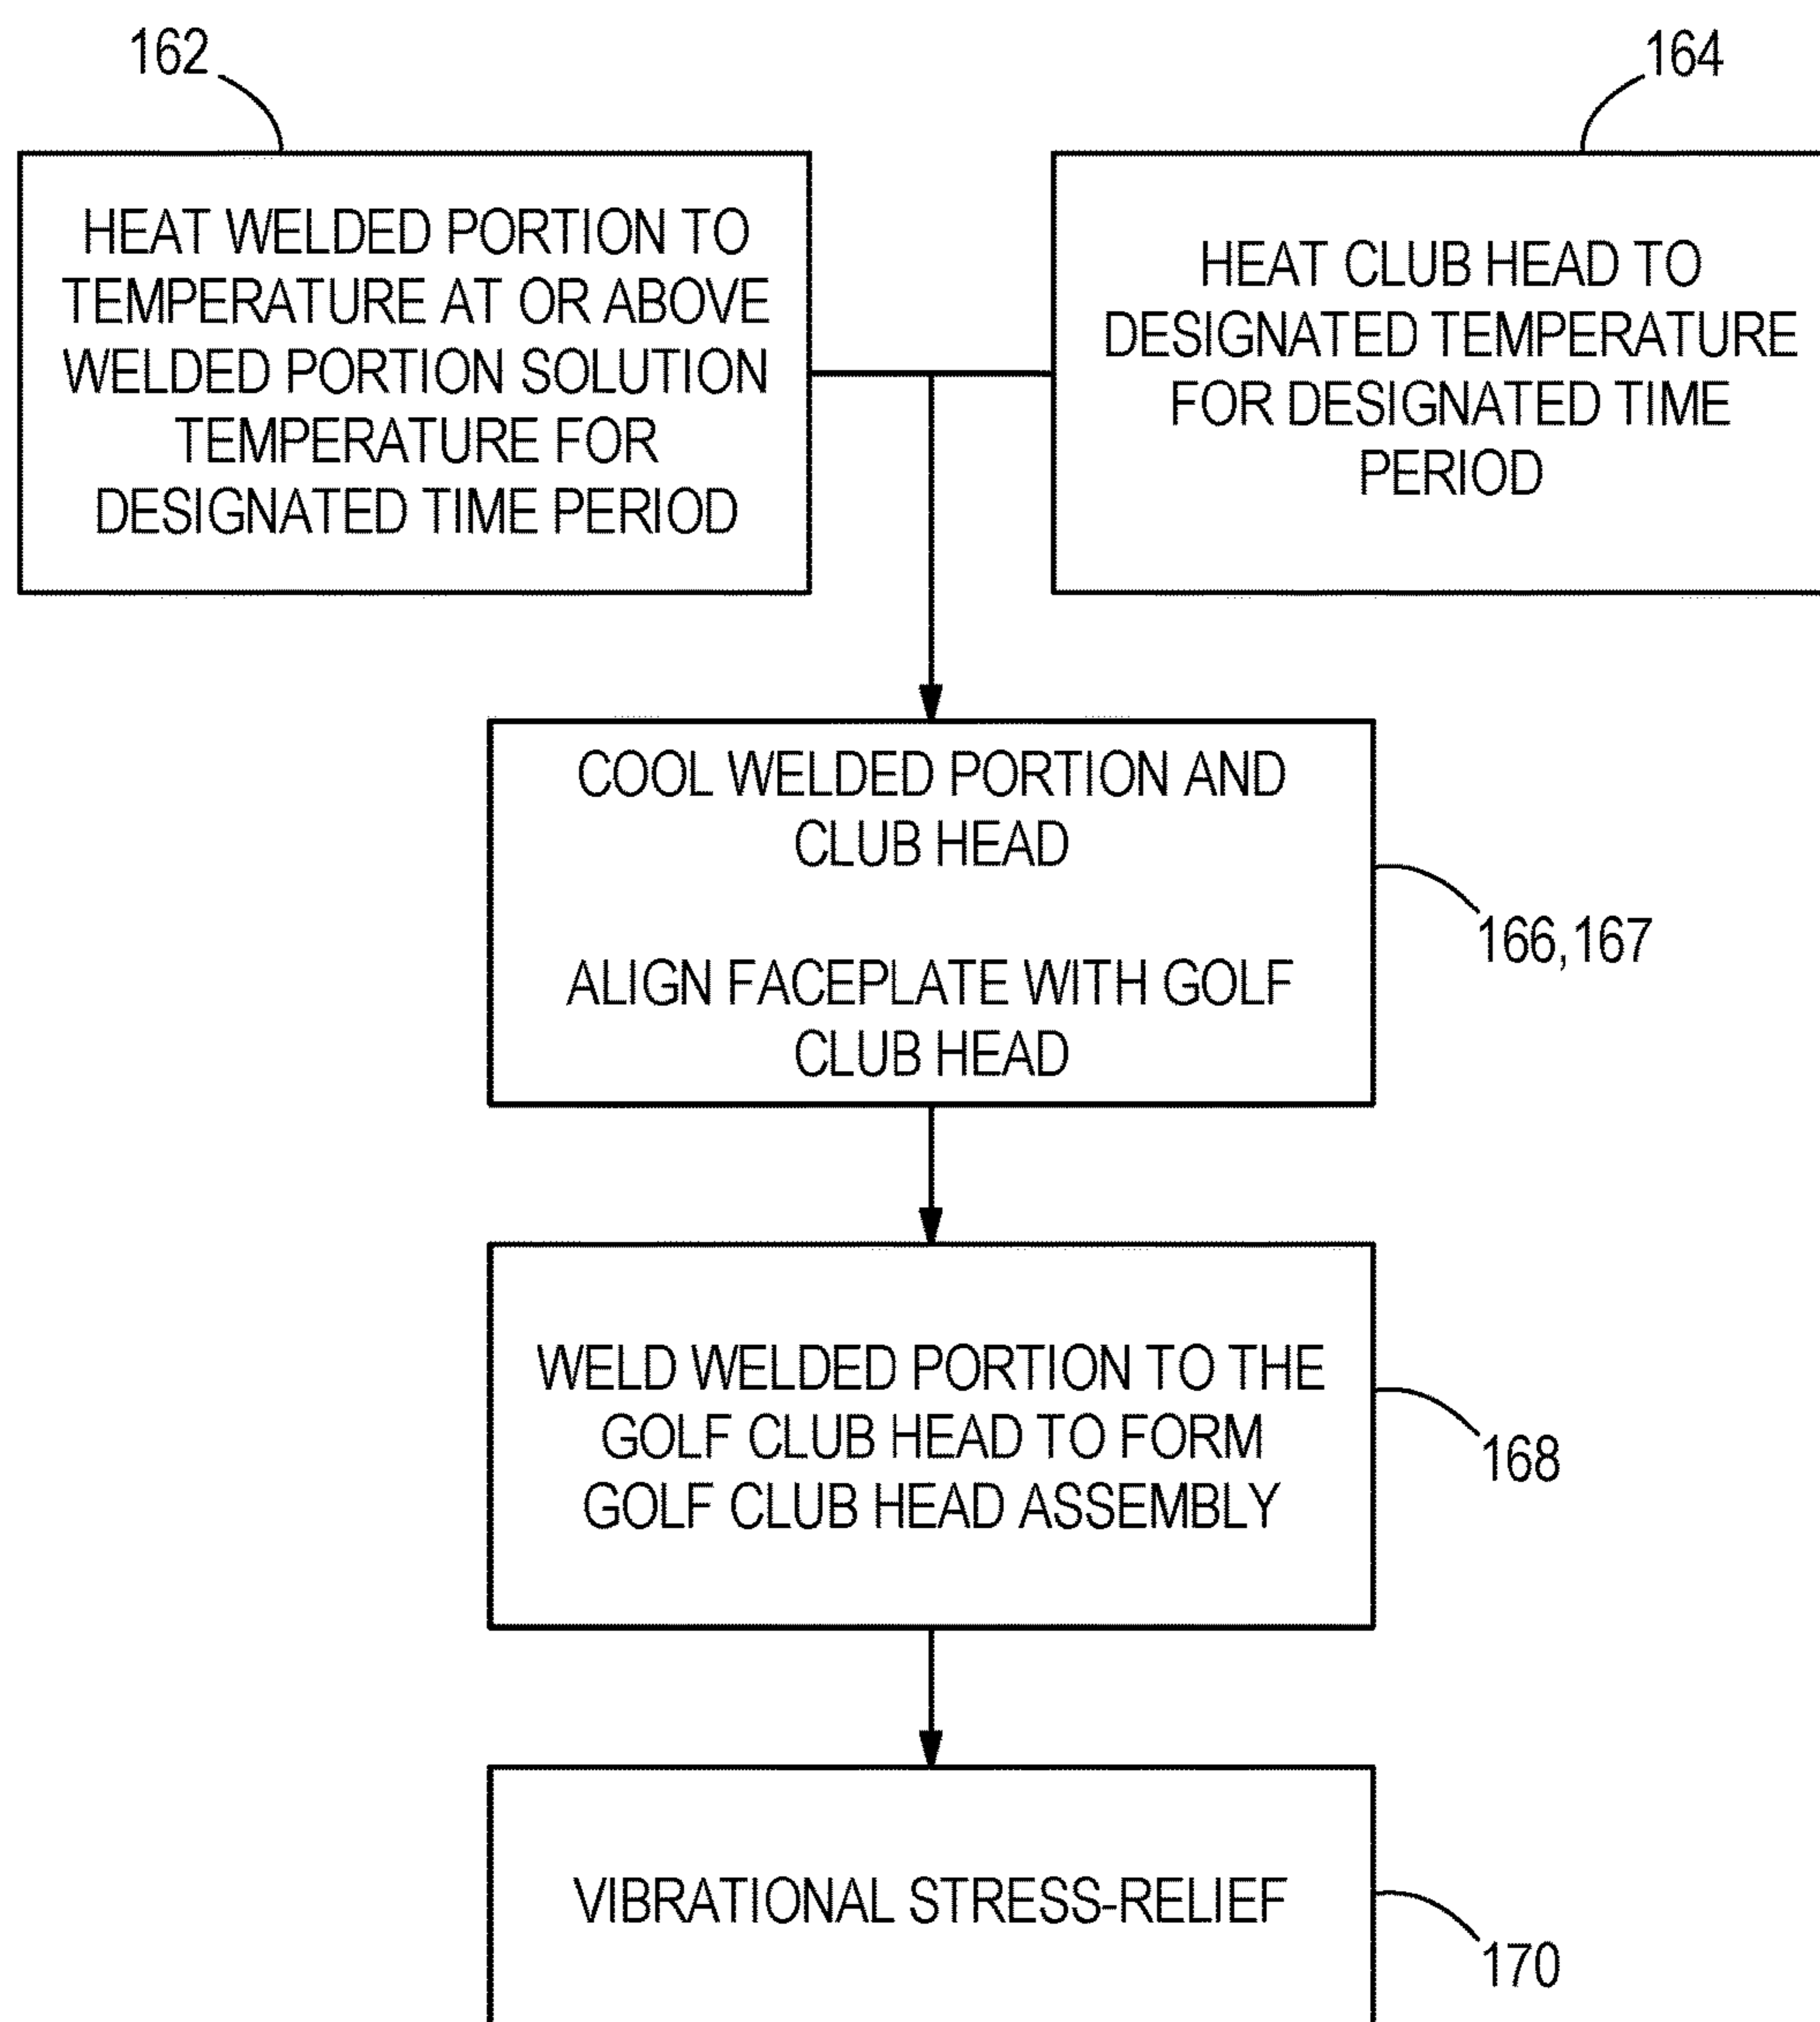 162
164
HEAT WELDED PORTION TO
TEMPERATURE AT OR ABOVE
WELDED PORTION SOLUTION
TEMPERATURE FOR
DESIGNATED TIME PERIOD
HEAT CLUB HEAD TO
DESIGNATED TEMPERATURE
FOR DESIGNATED TIME
PERIOD
COOL WELDED PORTION AND
CLUB HEAD
ALIGN FACEPLATE WITH GOLF
CLUB HEAD
166,167
WELD WELDED PORTION TO THE
GOLF CLUB HEAD TO FORM
GOLF CLUB HEAD ASSEMBLY
168
VIBRATIONAL STRESS-RELIEF
170